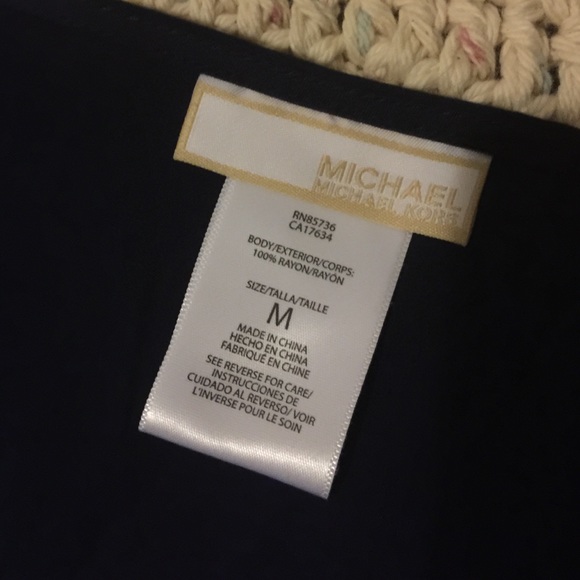 MICHAEL
MICHAEL KORS
RN85736
CA17634
BODY/EXTERIOR/CORPS:
100% RAYON/RAYÓN
SIZE/TALLA/TAILLE
M
MADE IN CHINA
HECHO EN CHINA
FABRIQUÉ EN CHINE
SEE REVERSE FOR CARE/
INSTRUCCIONES DE
CUIDADO AL REVERSO/ VOIR
L'INVERSE POUR LE SOIN